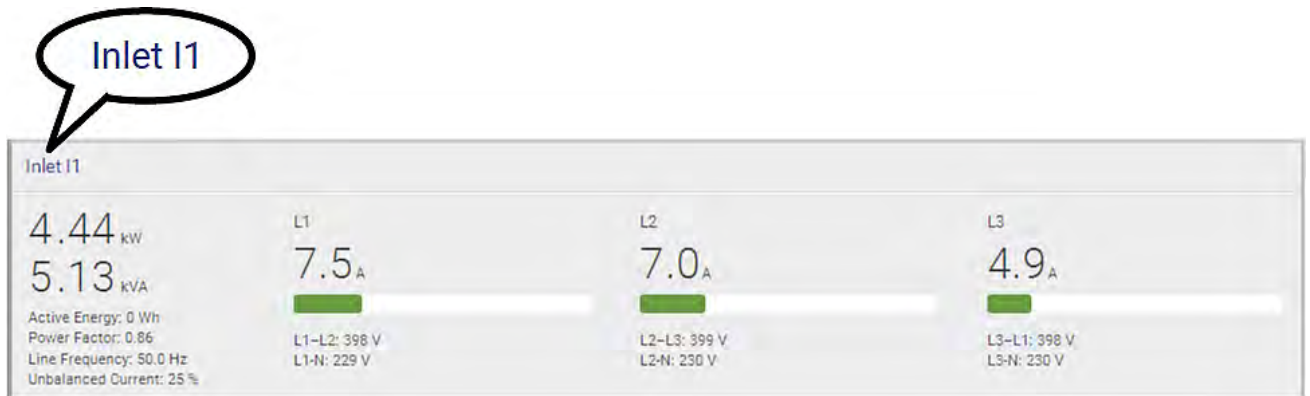 Inlet I1
Inlet I1
4.44 kW
5.13 kVA
Active Energy: 0 Wh
Power Factor: 0.86
Line Frequency: 50.0 Hz
Unbalanced Current: 25 %
L1
7.5 A
L1–L2: 398 V
L1-N: 229 V
L2
7.0 A
L2–L3: 399 V
L2-N: 230 V
L3
4.9 A
L3–L1: 398 V
L3-N: 230 V